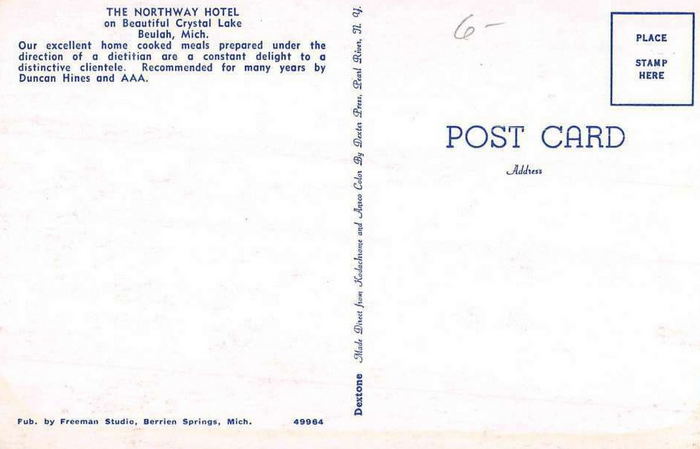 THE NORTHWAY HOTEL
on Beautiful Crystal Lake
Beulah, Mich.
Our excellent home cooked meals prepared under the
direction of a dietitian are a constant delight to a
distinctive clientele. Recommended for many years by
Duncan Hines and AAA.
Pub. by Freeman Studio, Berrien Springs, Mich. 49964
Dextone Made Direct from Kodachrome and Ansco Color By Dexter Press, Pearl River, N. Y.
6-
PLACE
STAMP
HERE
POST CARD
Address